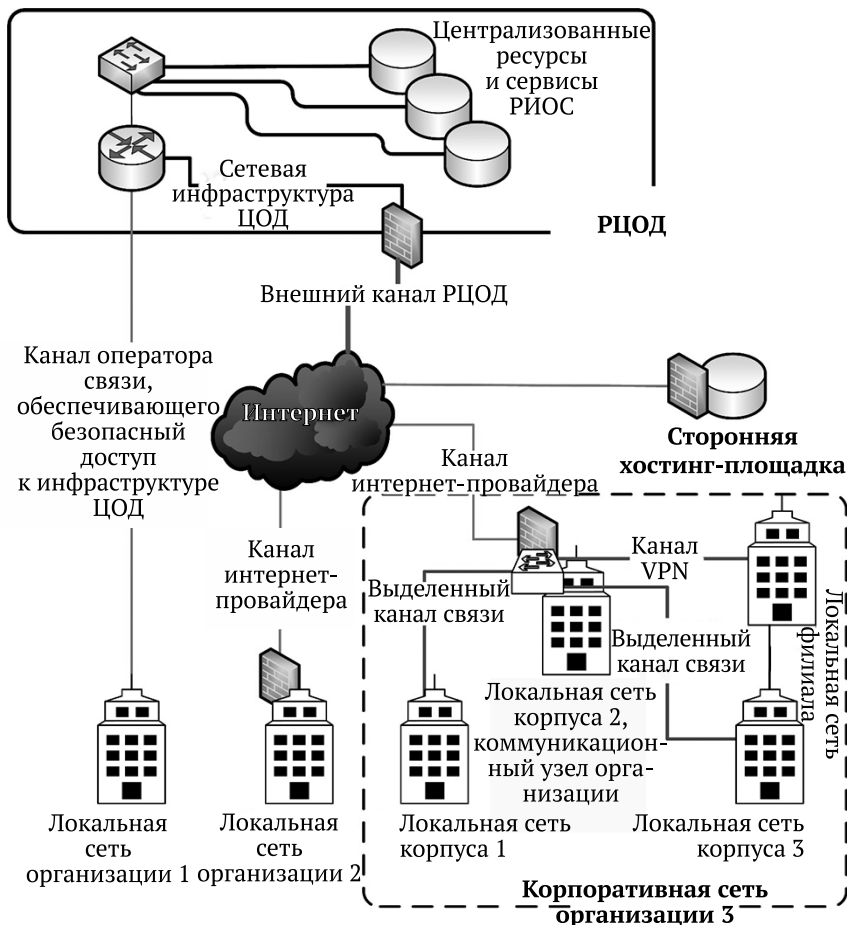 Централизованные
ресурсы
и сервисы
РИОС
Сетевая
инфраструктура
ЦОД
РЦОД
Внешний канал РЦОД
Канал оператора
связи,
обеспечивающего
безопасный
доступ
к инфраструктуре
ЦОД
Интернет
Сторонняя
хостинг-площадка
Канал
интернет-провайдера
Канал
интернет-
провайдера
Канал
VPN
Выделенный
канал связи
Выделенный
канал связи
Локальная сеть
филиала
Локальная сеть
корпуса 2,
коммуникацион-
ный узел орга-
низации
Локальная
сеть
организации 1
Локальная
сеть
организации 2
Локальная сеть
корпуса 1
Локальная сеть
корпуса 3
Корпоративная сеть
организации 3